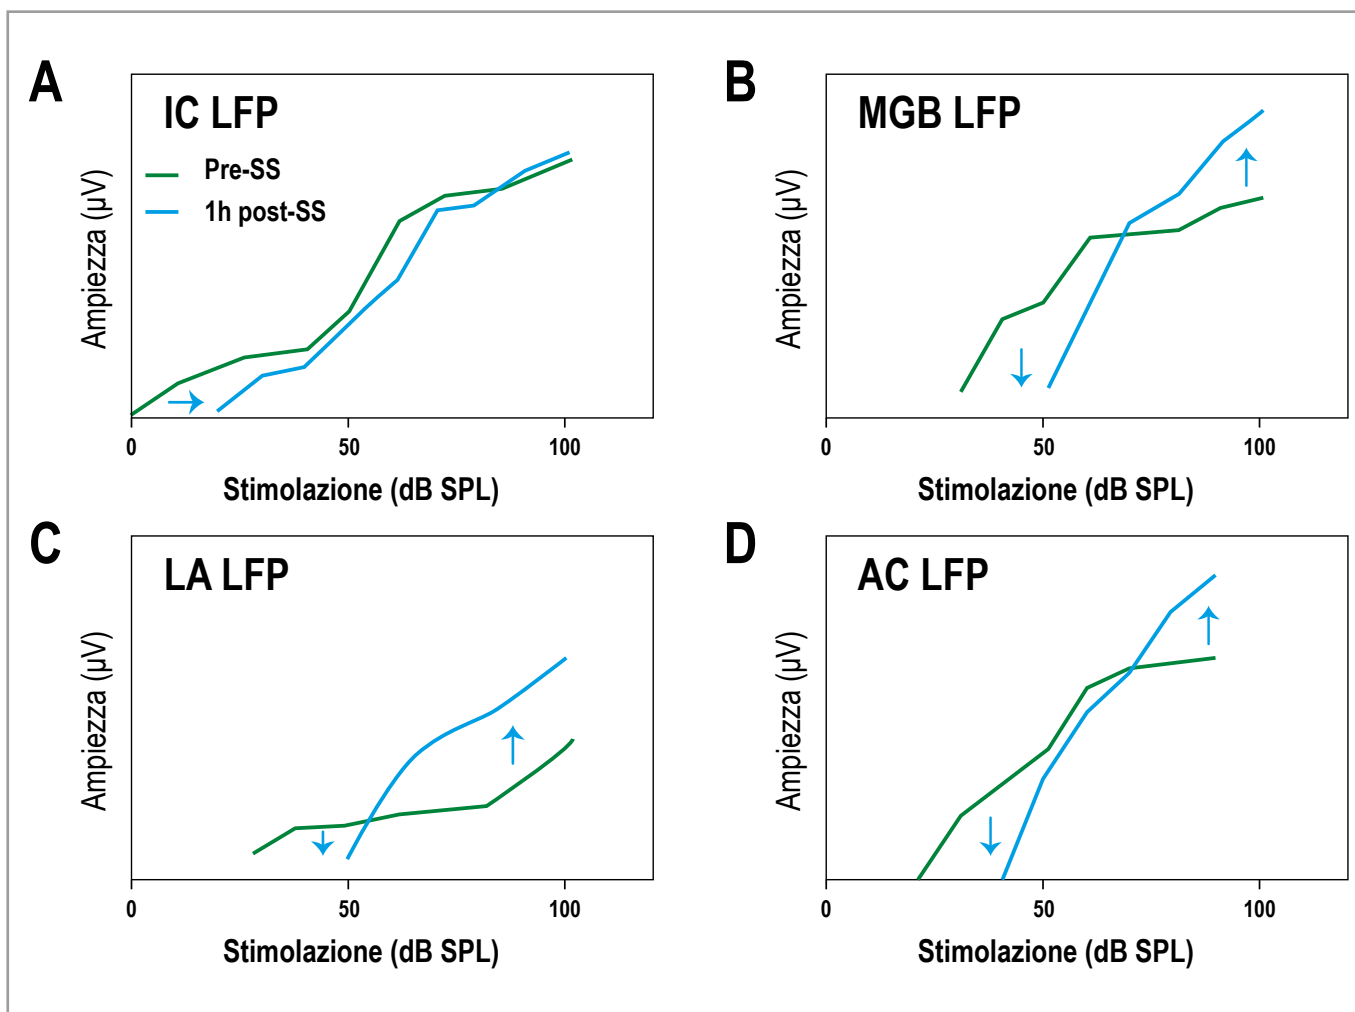 A
IC LFP
Pre-SS
1h post-SS
Ampiezza (µV)
0
50
100
Stimolazione (dB SPL)
B
MGB LFP
Ampiezza (µV)
0
50
100
Stimolazione (dB SPL)
C
LA LFP
Ampiezza (µV)
0
50
100
Stimolazione (dB SPL)
D
AC LFP
Ampiezza (µV)
0
50
100
Stimolazione (dB SPL)